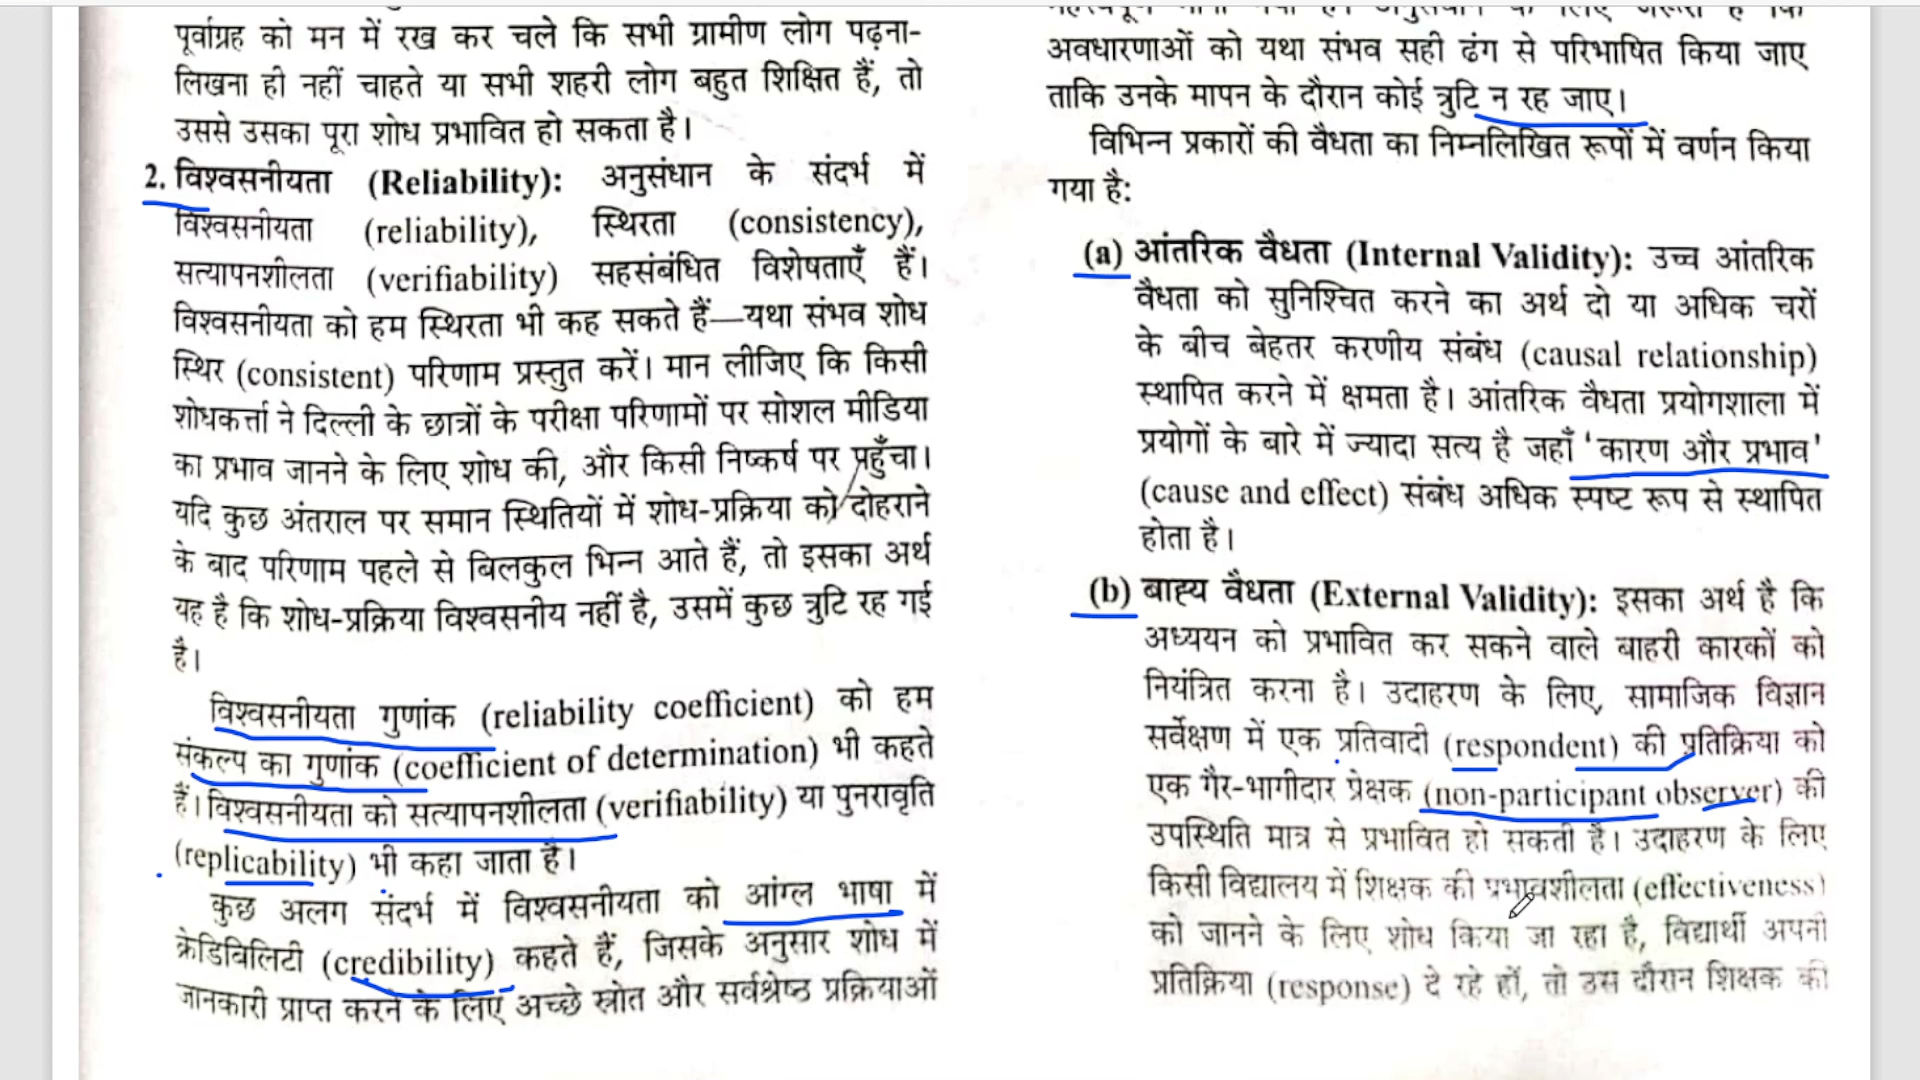 पूर्वाग्रह को मन में रख कर चले कि सभी ग्रामीण लोग पढ़ना-
लिखना ही नहीं चाहते या सभी शहरी लोग बहुत शिक्षित हैं, तो
उससे उसका पूरा शोध प्रभावित हो सकता है।
2. विश्वसनीयता (Reliability): अनुसंधान के संदर्भ में
विश्वसनीयता (reliability), स्थिरता (consistency),
सत्यापनशीलता (verifiability) सहसंबंधित विशेषताएँ हैं।
विश्वसनीयता को हम स्थिरता भी कह सकते हैं—यथा संभव शोध
स्थिर (consistent) परिणाम प्रस्तुत करें। मान लीजिए कि किसी
शोधकर्त्ता ने दिल्ली के छात्रों के परीक्षा परिणामों पर सोशल मीडिया
का प्रभाव जानने के लिए शोध की, और किसी निष्कर्ष पर पहुँचा।
यदि कुछ अंतराल पर समान स्थितियों में शोध-प्रक्रिया को दोहराने
के बाद परिणाम पहले से बिलकुल भिन्न आते हैं, तो इसका अर्थ
यह है कि शोध-प्रक्रिया विश्वसनीय नहीं है, उसमें कुछ त्रुटि रह गई
है।
विश्वसनीयता गुणांक (reliability coefficient) को हम
संकल्प का गुणांक (coefficient of determination) भी कहते
हैं। विश्वसनीयता को सत्यापनशीलता (verifiability) या पुनरावृति
(replicability) भी कहा जाता है।
कुछ अलग संदर्भ में विश्वसनीयता को आंग्ल भाषा में
क्रेडिबिलिटी (credibility) कहते हैं, जिसके अनुसार शोध में
जानकारी प्राप्त करने के लिए अच्छे स्रोत और सर्वश्रेष्ठ प्रक्रियाओं
अवधारणाओं को यथा संभव सही ढंग से परिभाषित किया जाए
ताकि उनके मापन के दौरान कोई त्रुटि न रह जाए।
विभिन्न प्रकारों की वैधता का निम्नलिखित रूपों में वर्णन किया
गया है:
(a) आंतरिक वैधता (Internal Validity): उच्च आंतरिक
वैधता को सुनिश्चित करने का अर्थ दो या अधिक चरों
के बीच बेहतर करणीय संबंध (causal relationship)
स्थापित करने में क्षमता है। आंतरिक वैधता प्रयोगशाला में
प्रयोगों के बारे में ज्यादा सत्य है जहाँ 'कारण और प्रभाव'
(cause and effect) संबंध अधिक स्पष्ट रूप से स्थापित
होता है।
(b) बाह्य वैधता (External Validity): इसका अर्थ है कि
अध्ययन को प्रभावित कर सकने वाले बाहरी कारकों को
नियंत्रित करना है। उदाहरण के लिए, सामाजिक विज्ञान
सर्वेक्षण में एक प्रतिवादी (respondent) की प्रतिक्रिया को
एक गैर-भागीदार प्रेक्षक (non-participant observer) की
उपस्थिति मात्र से प्रभावित हो सकती है। उदाहरण के लिए
किसी विद्यालय में शिक्षक की प्रभावशीलता (effectiveness)
को जानने के लिए शोध किया जा रहा है, विद्यार्थी अपनी
प्रतिक्रिया (response) दे रहे हों, तो उस दौरान शिक्षक की